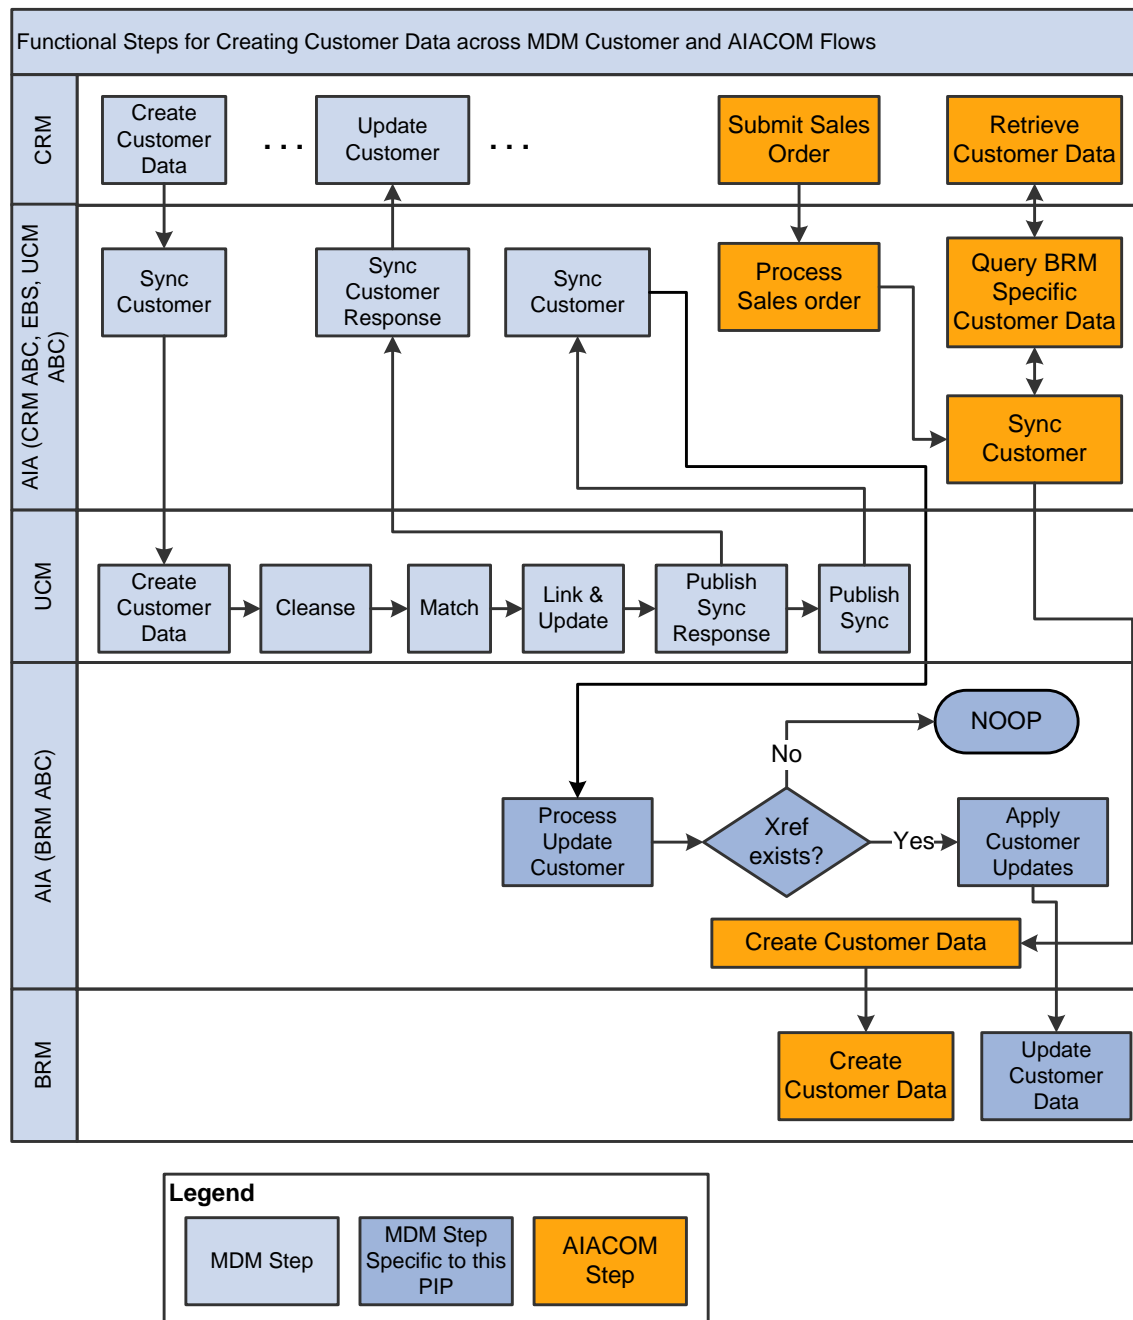 Functional Steps for Creating Customer Data across MDM Customer and AIACOM Flows
CRM
Create
Customer
Data
. . .
Update
Customer
. . .
Submit Sales
Order
Retrieve
Customer Data
AIA (CRM ABC, EBS, UCM
ABC)
Sync
Customer
Sync
Customer
Response
Sync
Customer
Process
Sales order
Query BRM
Specific
Customer Data
Sync
Customer
UCM
Create
Customer
Data
Cleanse
Match
Link &
Update
Publish
Sync
Response
Publish
Sync
AIA (BRM ABC)
NOOP
No
Process
Update
Customer
Xref
exists?
Yes
Apply
Customer
Updates
Create Customer Data
BRM
Create
Customer Data
Update
Customer
Data
Legend
MDM Step
MDM Step
Specific to this
PIP
AIACOM
Step